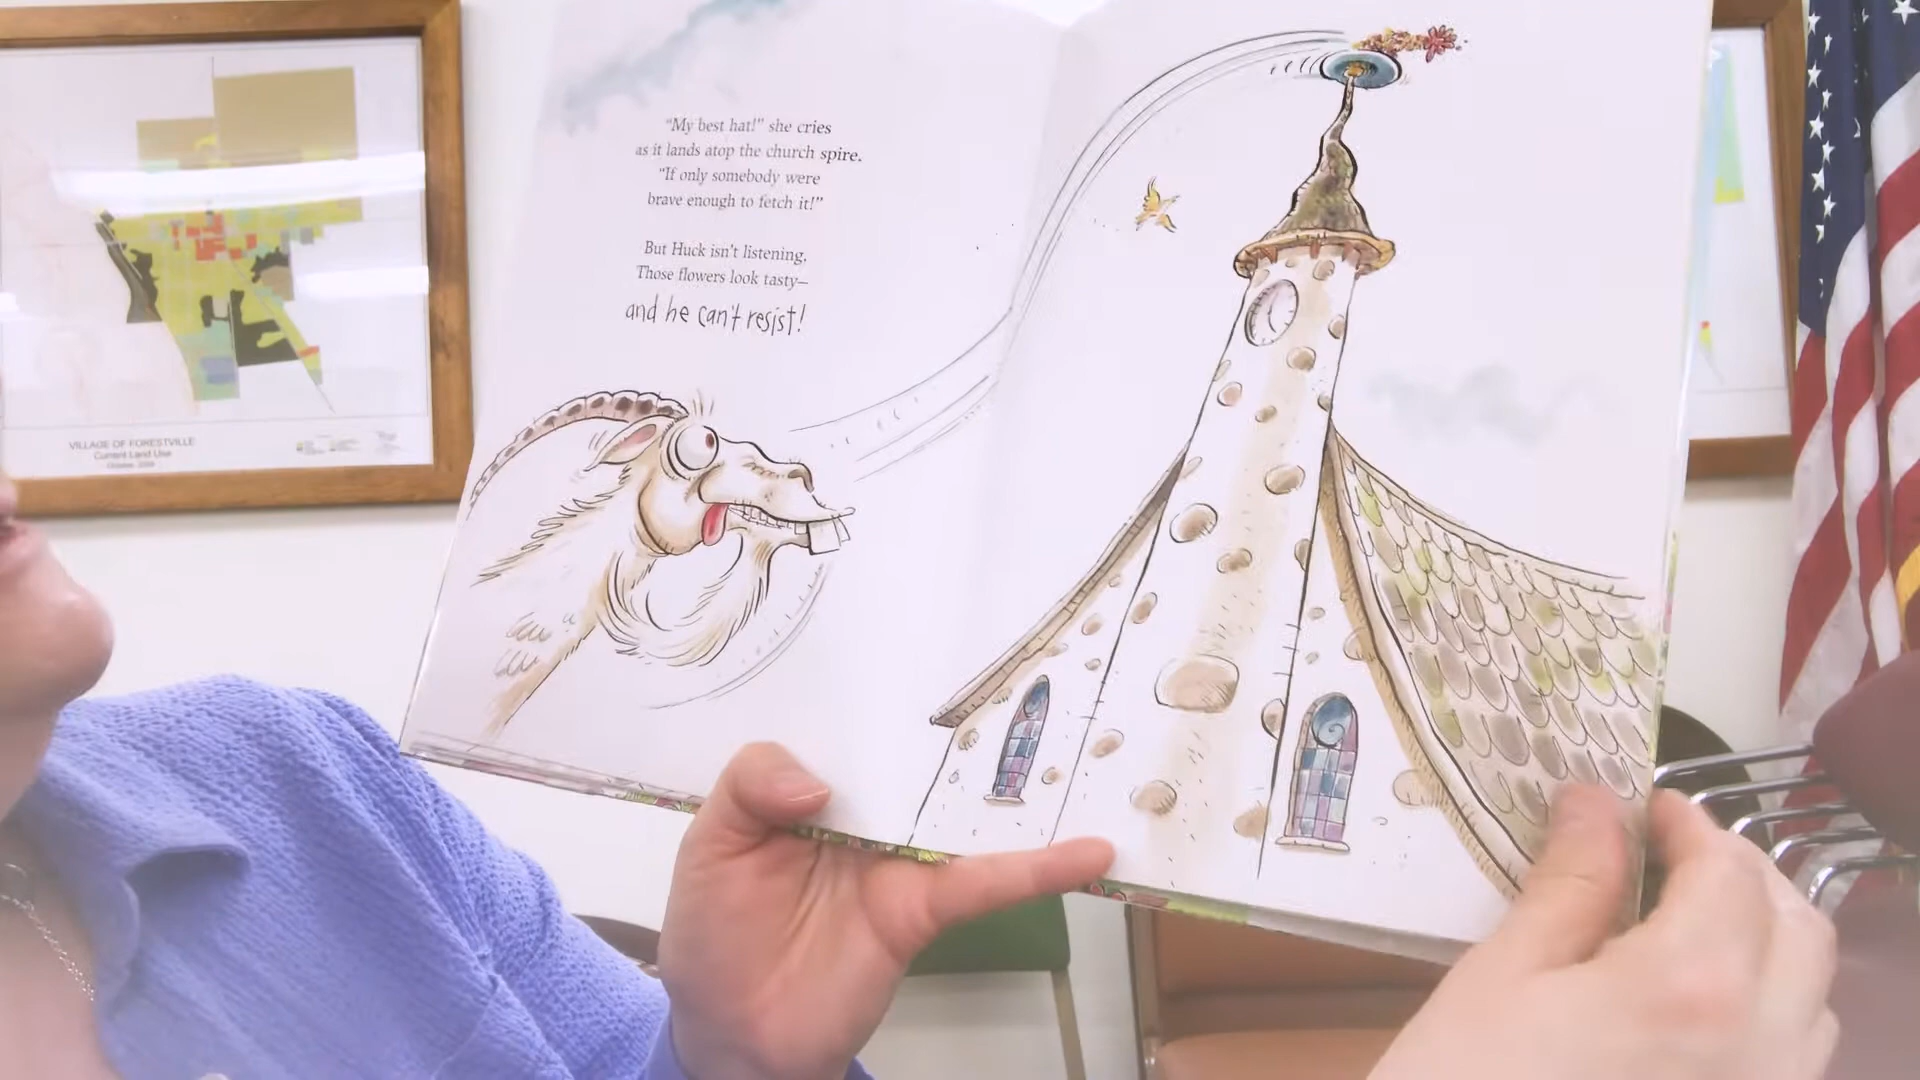 "My best hat!" she cries
as it lands atop the church spire.
"If only somebody were
brave enough to fetch it!"
But Huck isn't listening.
Those flowers look tasty—
and he can't resist!
VILLAGE OF FORESTVILLE
Current Land Use